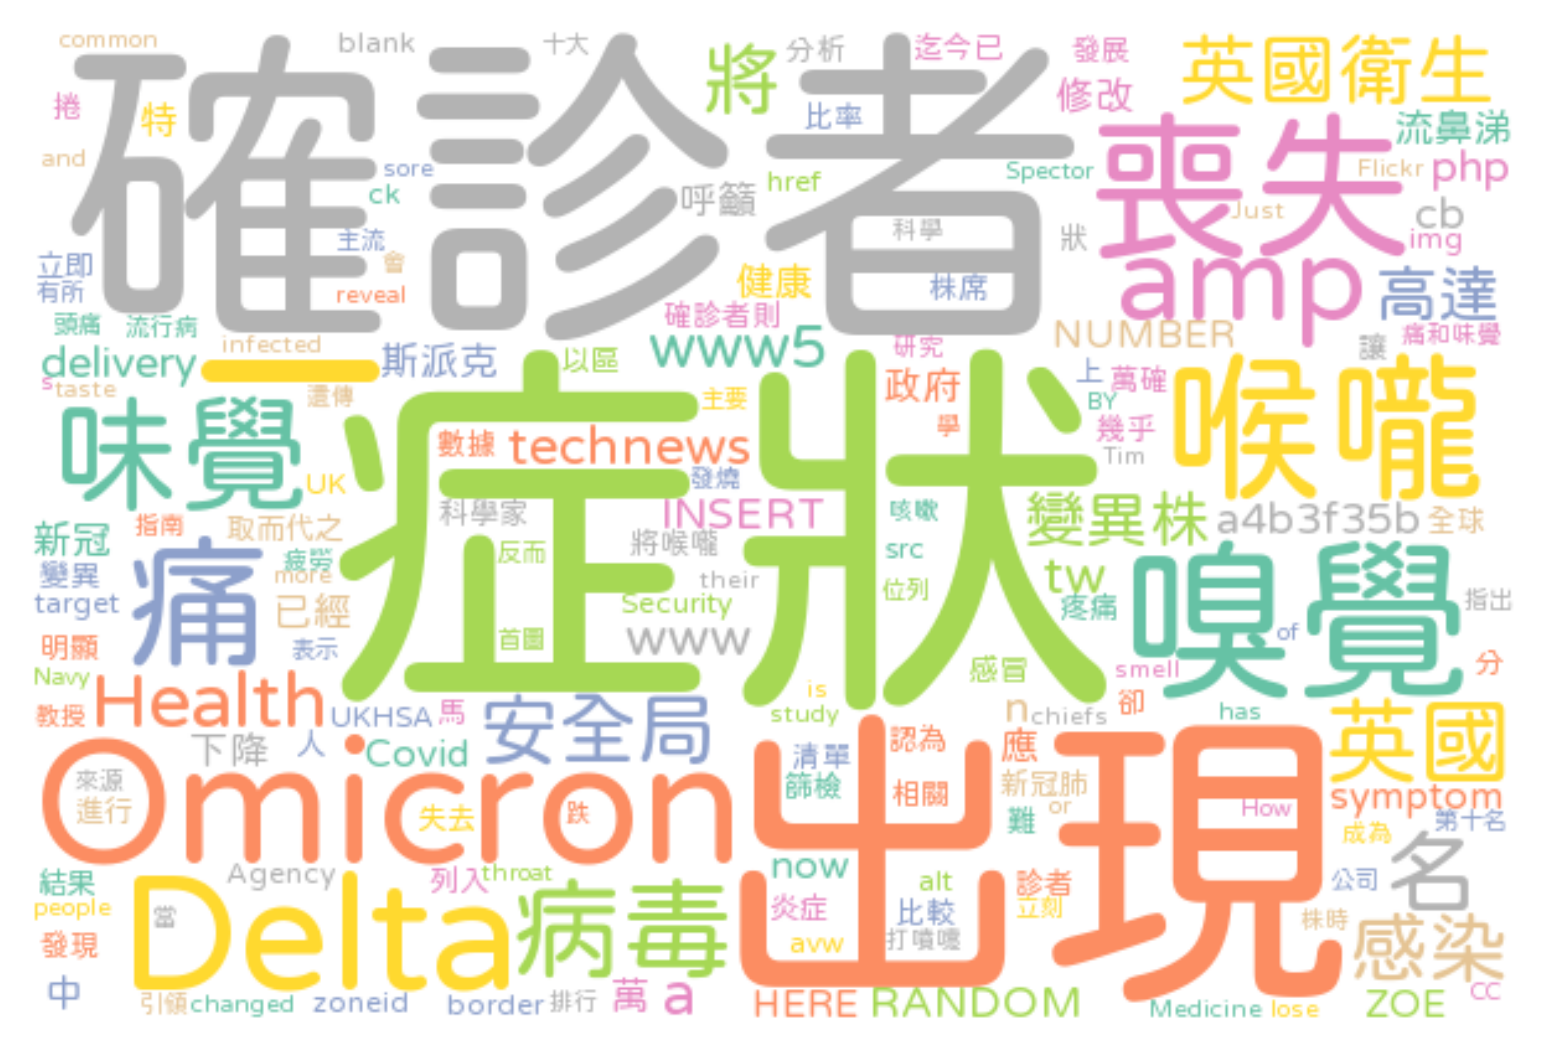 common
blank
十大
將
分析
迄今已
發展
英國衛生
確診者
捲
特
比率
修改
流鼻涕
喪失
and
sore
ck
呼籲
href
Spector
Flickr
php
科學
狀
Just
cb
img
主流
會
立即
有所
reveal
健康
株席
amp
高達
頭痛
流行病
確診者則
infected
NUMBER
痛和味覺
delivery
_
斯派克
以區
www5
研究
讓
s
taste
遺傳
主要
政府
上
萬確
BY
喉嚨
味覺
症狀
數據
technews
學
幾乎
Tim
UK
發燒
新冠
指南
取而代之
科學家
INSERT
咳嗽
變異株
a4b3f35b
全球
變異
痛
疲勞
more
反而
將喉嚨
src
tw
嗅覺
target
已經
their
位列
疼痛
指出
Security
明顯
表示
首圖
www
of
Navy
感冒
smell
分
教授
Health
UKHSA
馬
安全局
is
study
n
chiefs
卻
has
英國
下降
人
Covid
清單
認為
應
出現
Omicron
來源
進行
失去
跌
篩檢
相關
新冠肺
or
難
How
symptom
成為
第十名
結果
Agency
列入
throat
now
alt
診者
公司
名
people
Delta
當
病毒
炎症
比較
立刻
株時
感染
發現
avw
打噴嚏
中
引領
changed
zoneid
border
排行
萬
a
HERE
RANDOM
Medicine
lose
ZOE
CC